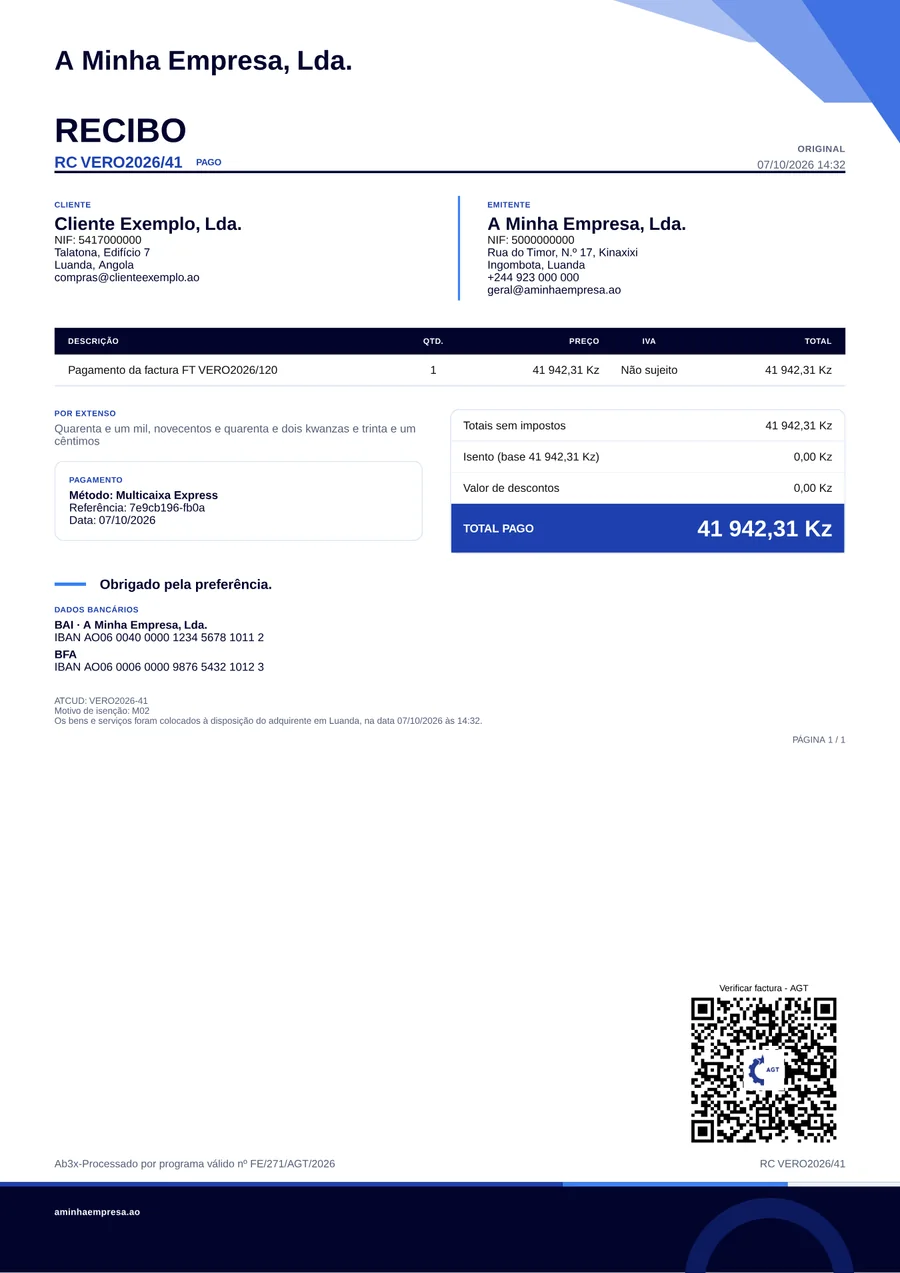 A Minha Empresa, Lda.
RECIBO
RC VERO2026/41 PAGO
ORIGINAL
07/10/2026 14:32
CLIENTE
Cliente Exemplo, Lda.
NIF: 5417000000
Talatona, Edifício 7
Luanda, Angola
compras@clienteexemplo.ao
EMITENTE
A Minha Empresa, Lda.
NIF: 5000000000
Rua do Timor, N.º 17, Kinaxixi
Ingombota, Luanda
+244 923 000 000
geral@aminhaempresa.ao
DESCRIÇÃO QTD. PREÇO IVA TOTAL
Pagamento da factura FT VERO2026/120 1 41 942,31 Kz Não sujeito 41 942,31 Kz
POR EXTENSO
Quarenta e um mil, novecentos e quarenta e dois kwanzas e trinta e um
cêntimos
PAGAMENTO
Método: Multicaixa Express
Referência: 7e9cb196-fb0a
Data: 07/10/2026
Totais sem impostos 41 942,31 Kz
Isento (base 41 942,31 Kz) 0,00 Kz
Valor de descontos 0,00 Kz
TOTAL PAGO 41 942,31 Kz
Obrigado pela preferência.
DADOS BANCÁRIOS
BAI · A Minha Empresa, Lda.
IBAN AO06 0040 0000 1234 5678 1011 2
BFA
IBAN AO06 0006 0000 9876 5432 1012 3
ATCUD: VERO2026-41
Motivo de isenção: M02
Os bens e serviços foram colocados à disposição do adquirente em Luanda, na data 07/10/2026 às 14:32.
PÁGINA 1 / 1
Verificar factura - AGT
AGT
Ab3x-Processado por programa válido nº FE/271/AGT/2026
RC VERO2026/41
aminhaempresa.ao